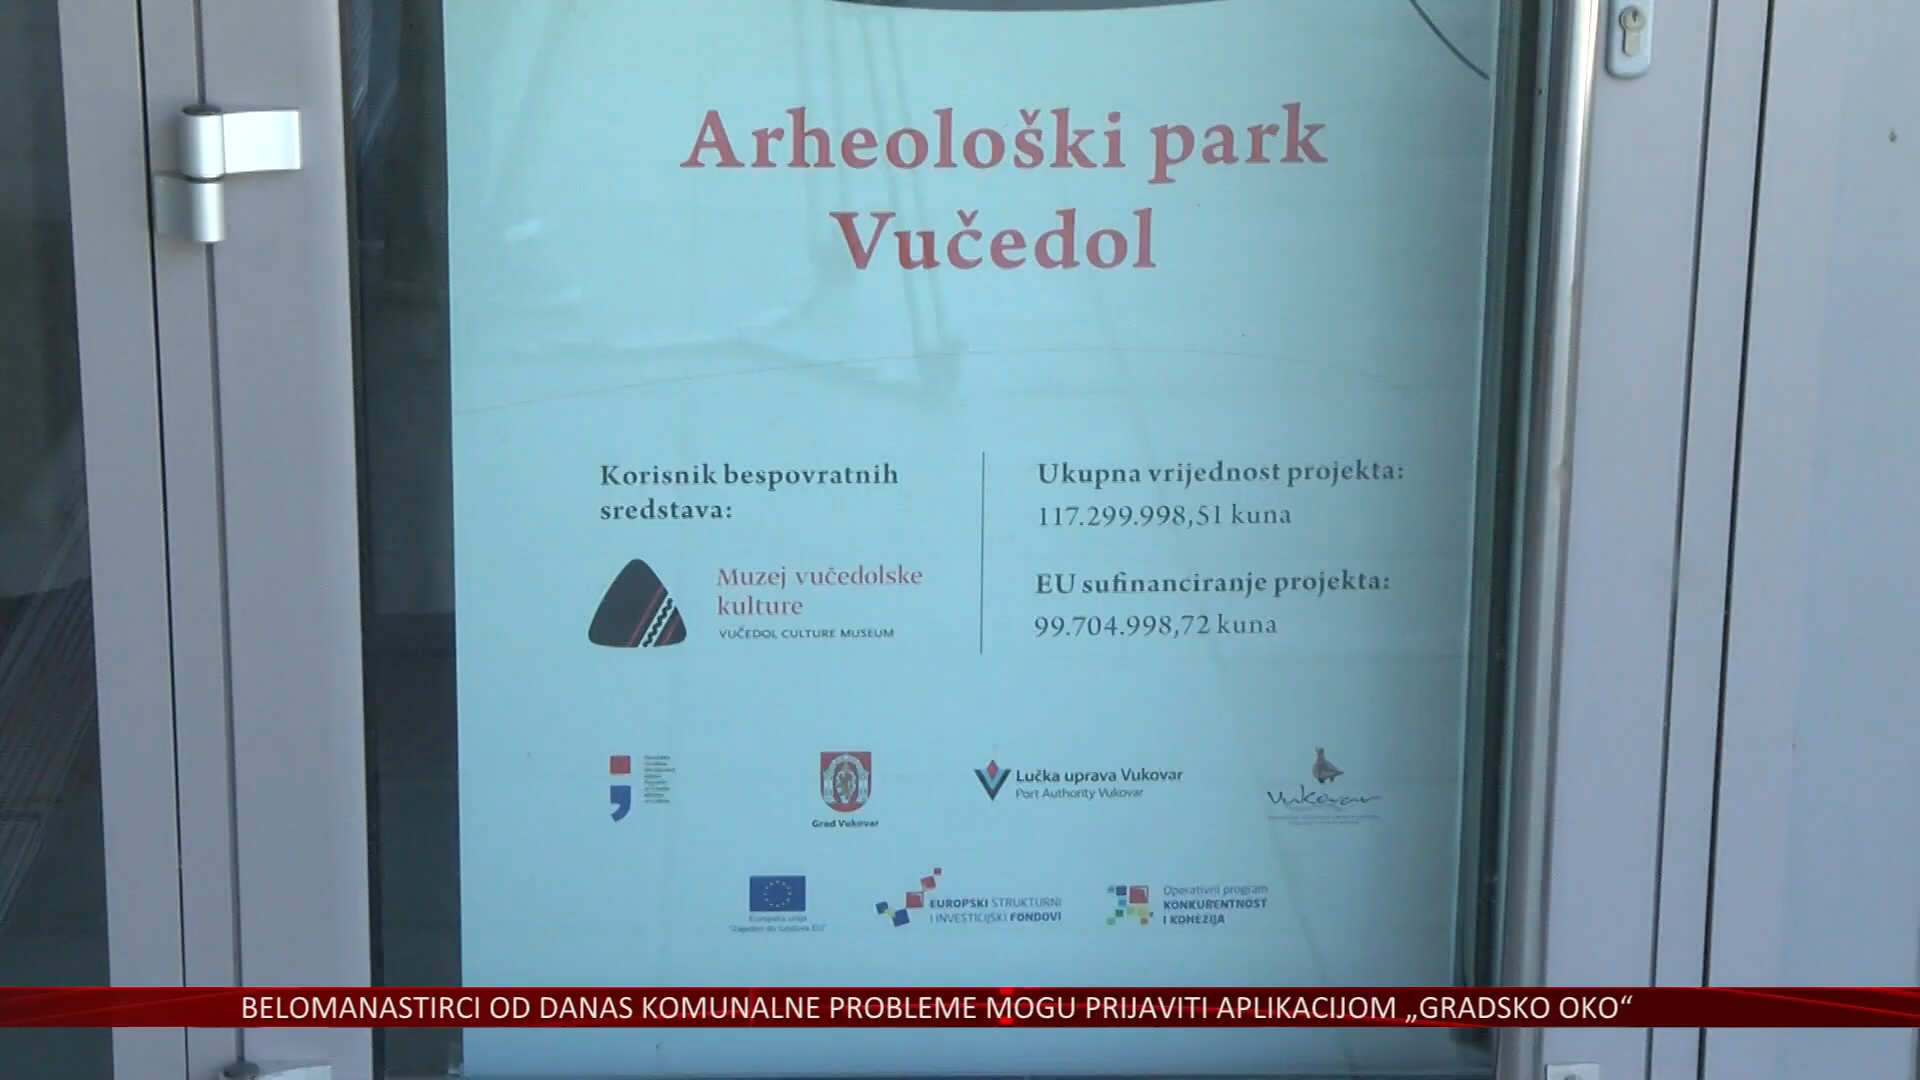 Arheološki park
Vučedol
Korisnik bespovratnih
sredstava:
Muzej vučedolske
kulture
VUČEDOL CULTURE MUSEUM
Ukupna vrijednost projekta:
117.299.998,51 kuna
EU sufinanciranje projekta:
99.704.998,72 kuna
Grad Vukovar
Lučka uprava Vukovar
Port Authority Vukovar
Vukovar
Europska unija
EUROPSKI STRUKTURNI
I INVESTICIJSKI FONDOVI
Operativni program
KONKURENTNOST
I KOHEZIJA
BELOMANASTIRCI OD DANAS KOMUNALNE PROBLEME MOGU PRIJAVITI APLIKACIJOM „GRADSKO OKO“